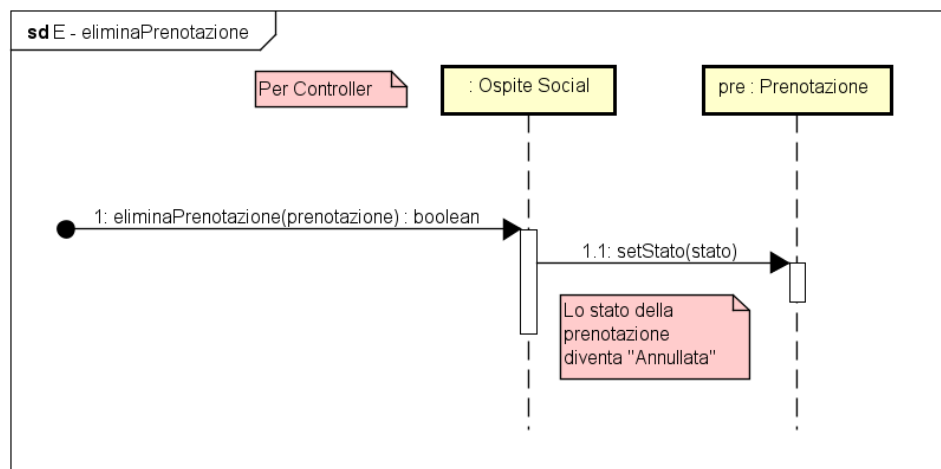 sd E - eliminaPrenotazione
Per Controller
: Ospite Social
pre : Prenotazione
1: eliminaPrenotazione(prenotazione) : boolean
1.1: setStato(stato)
Lo stato della
prenotazione
diventa "Annullata"